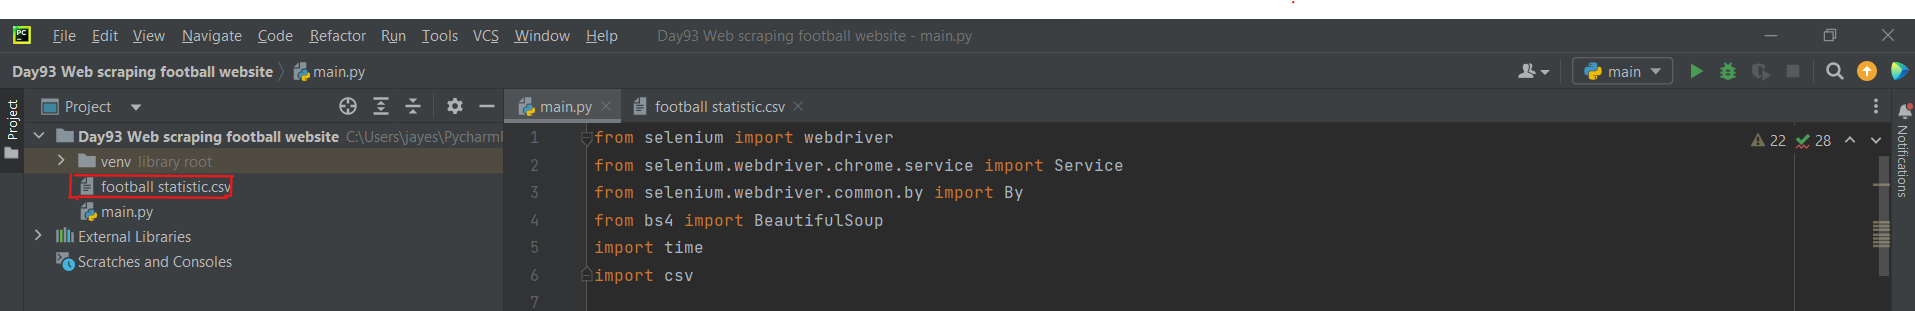 PC File Edit View Navigate Code Refactor Run Tools VCS Window Help Day93 Web scraping football website - main.py
Day93 Web scraping football website main.py main
Project Project main.py football statistic.csv
Day93 Web scraping football website C:\Users\jayes\Pycharm
venv library root
football statistic.csv
main.py
External Libraries
Scratches and Consoles
1 from selenium import webdriver
2 from selenium.webdriver.chrome.service import Service
3 from selenium.webdriver.common.by import By
4 from bs4 import BeautifulSoup
5 import time
6 import csv
7
22 28
Notifications